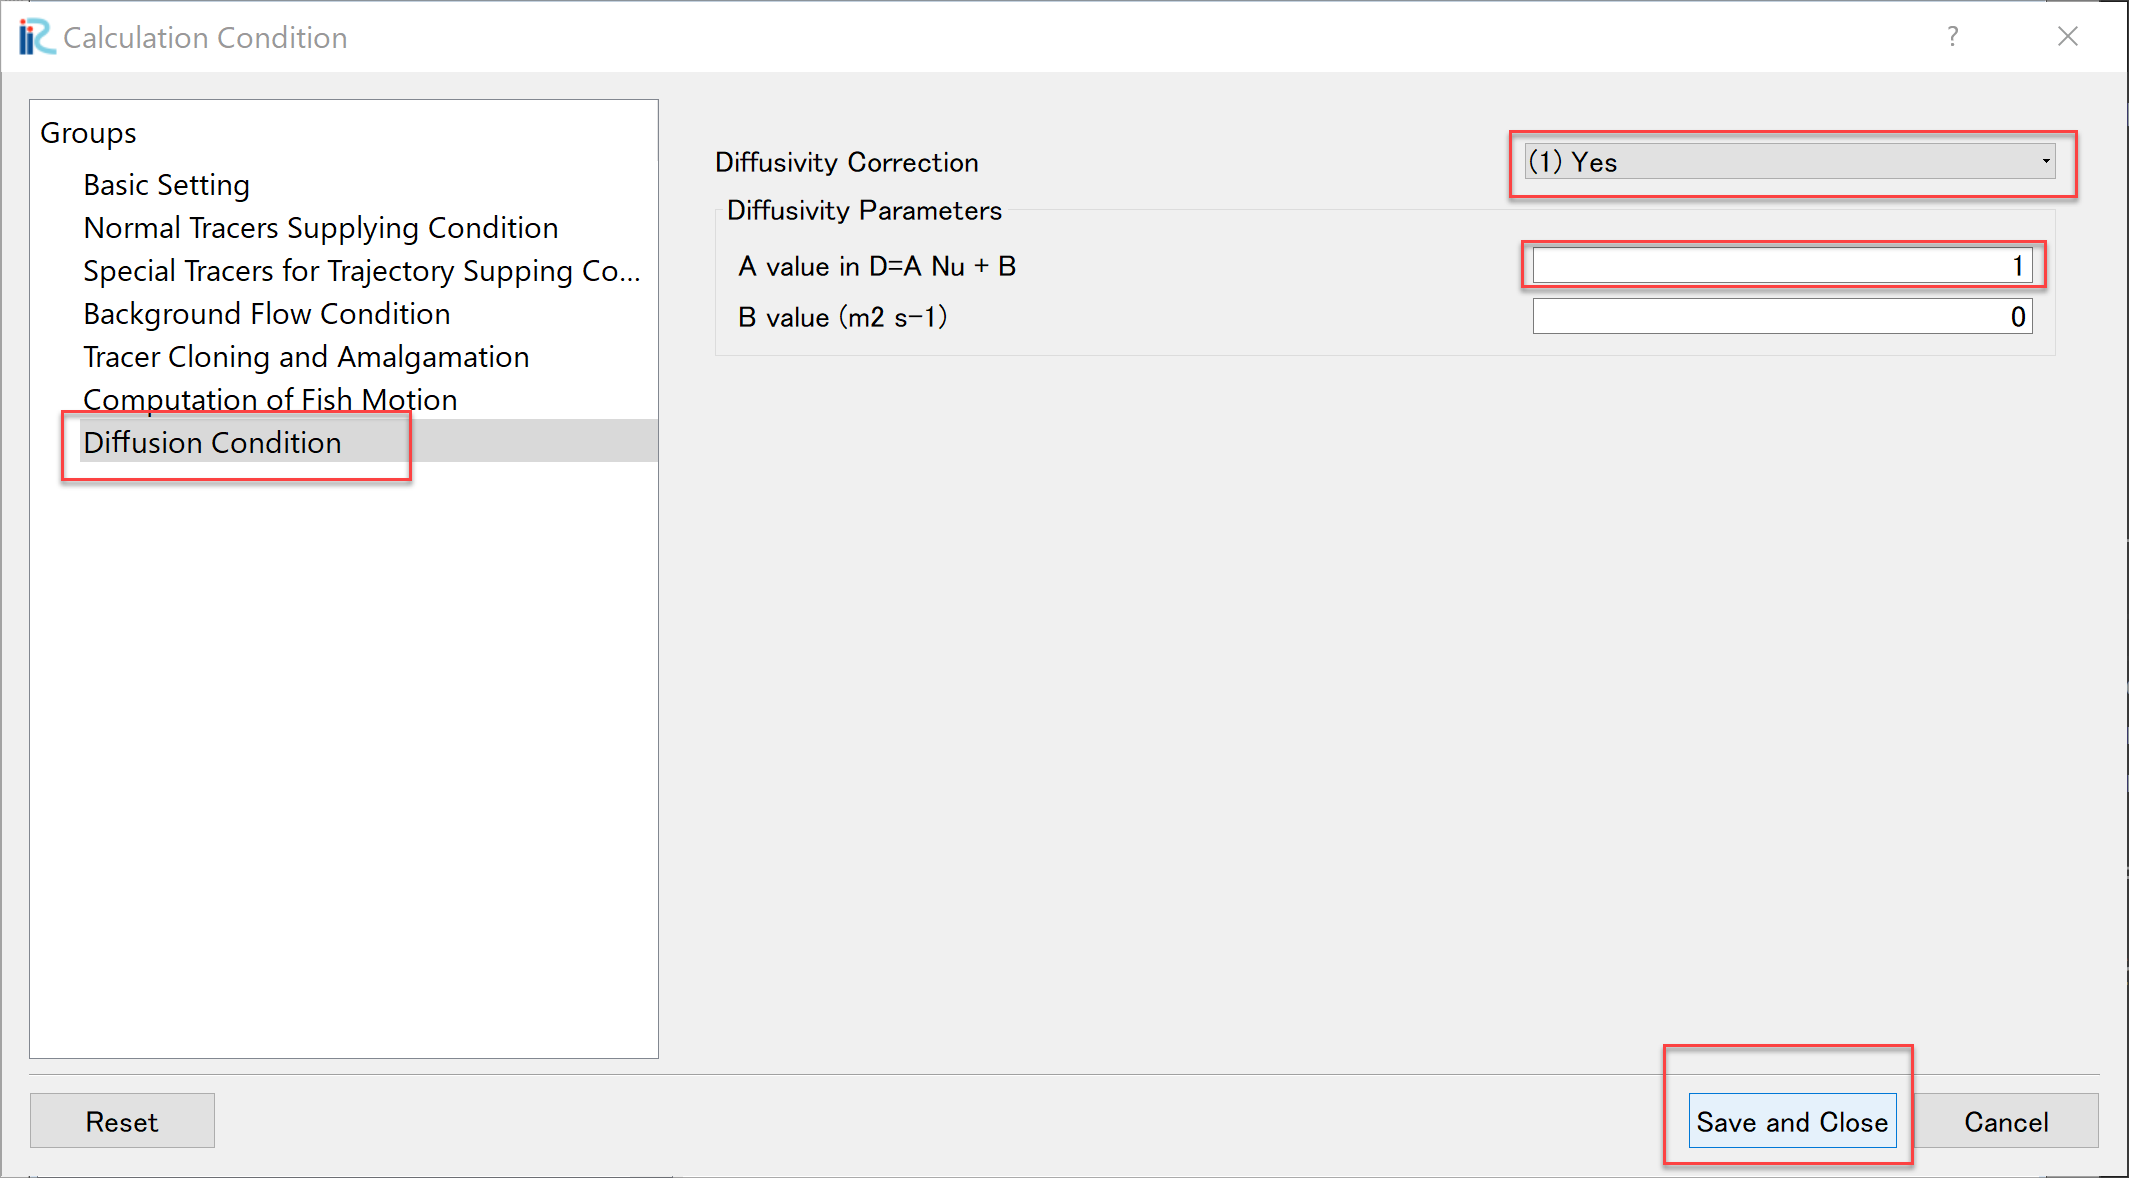 iRC Calculation Condition
?
Groups
Basic Setting
Normal Tracers Supplying Condition
Special Tracers for Trajectory Supping Co...
Background Flow Condition
Tracer Cloning and Amalgamation
Computation of Fish Motion
Diffusion Condition
Diffusivity Correction (1) Yes
Diffusivity Parameters
A value in D=A Nu + B 1
B value (m2 s-1) 0
Reset
Save and Close
Cancel